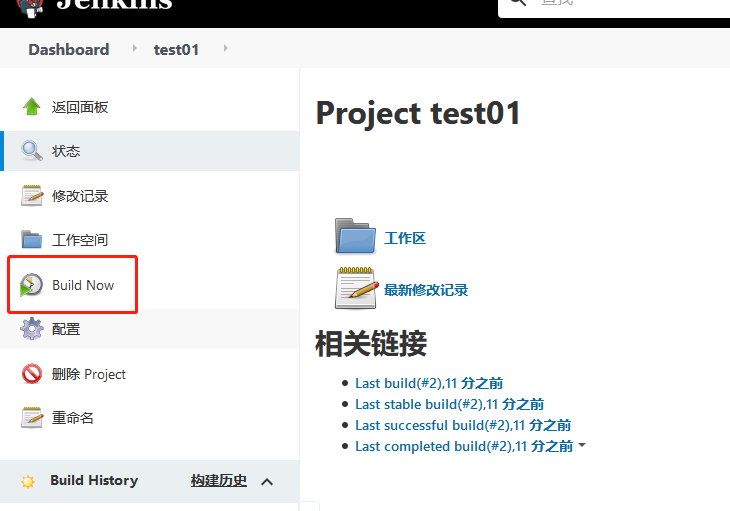 Jenkins
查找
Dashboard test01
返回面板
状态
修改记录
工作空间
Build Now
配置
删除 Project
重命名
Build History 构建历史
Project test01
工作区
最新修改记录
相关链接
Last build(#2),11 分之前
Last stable build(#2),11 分之前
Last successful build(#2),11 分之前
Last completed build(#2),11 分之前